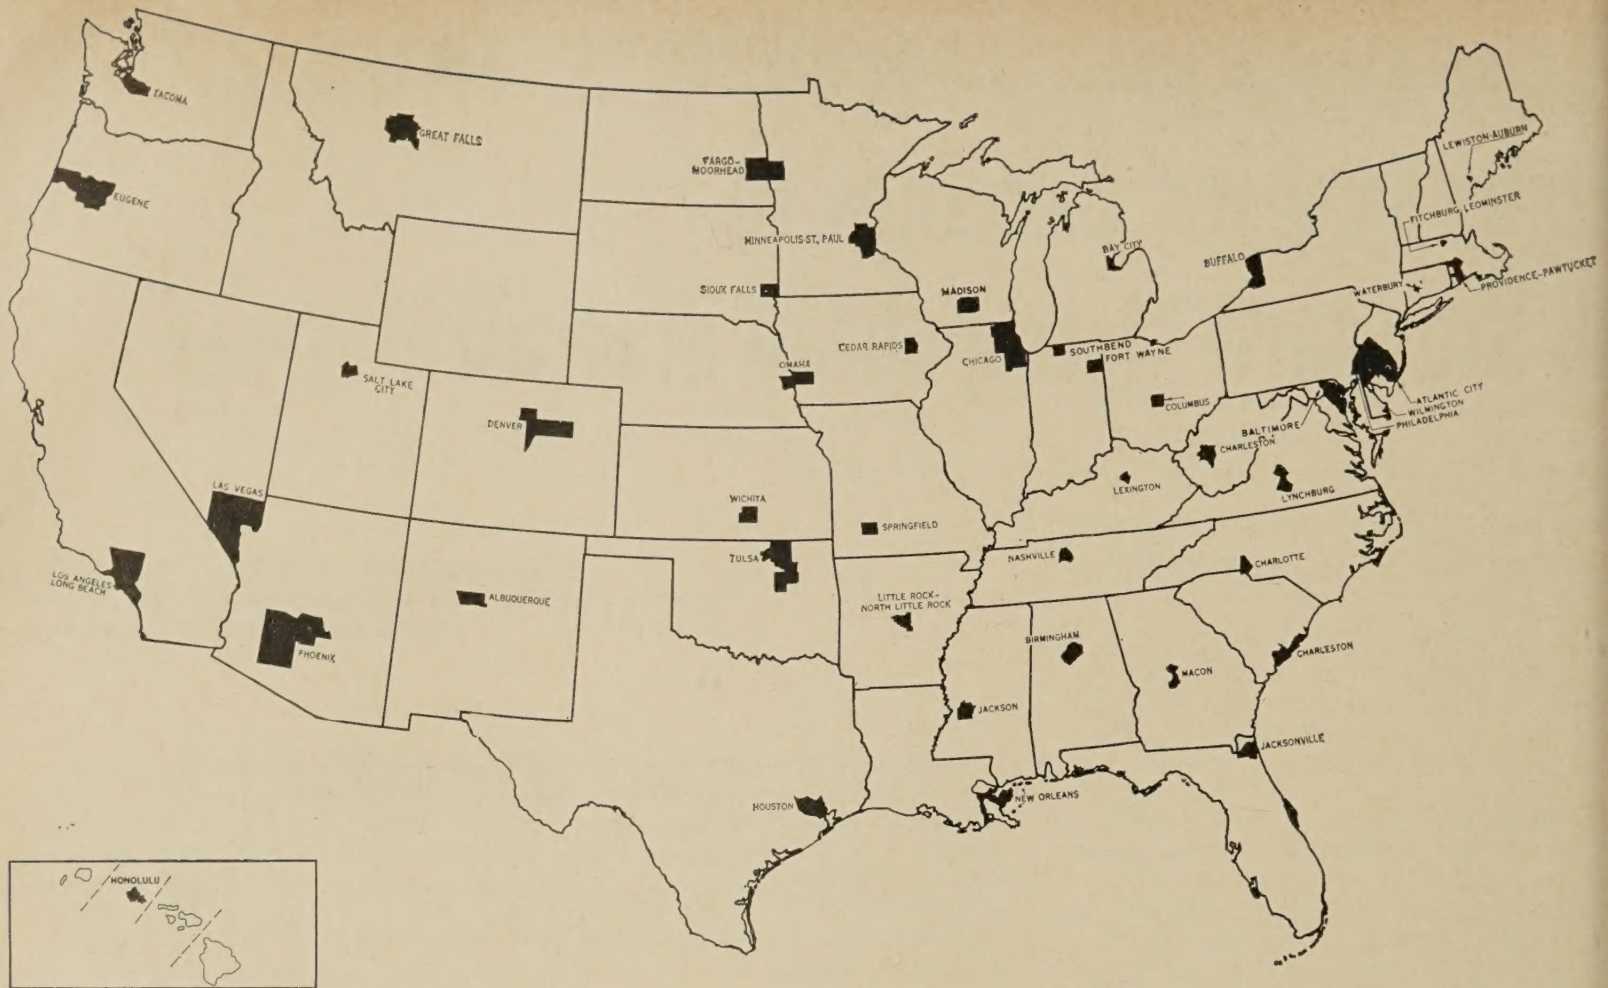 TACOMA
GREAT FALLS
EUGENE
FARGO-
MOORHEAD
MINNEAPOLIS-ST. PAUL
SIOUX FALLS
MADISON
BAY CITY
BUFFALO
LEWISTON-AUBURN
FITCHBURG, LEOMINSTER
PROVIDENCE-PAWTUCKET
WATERBURY
CEDAR RAPIDS
CHICAGO
SOUTHBEND
FORT WAYNE
OMAHA
SALT LAKE
CITY
COLUMBUS
ATLANTIC CITY
WILMINGTON
PHILADELPHIA
BALTIMORE
DENVER
CHARLESTON
LAS VEGAS
WICHITA
LEXINGTON
LYNCHBURG
SPRINGFIELD
TULSA
NASHVILLE
CHARLOTTE
LOS ANGELES
LONG BEACH
ALBUQUERQUE
LITTLE ROCK-
NORTH LITTLE ROCK
PHOENIX
BIRMINGHAM
CHARLESTON
MACON
JACKSON
JACKSONVILLE
HOUSTON
NEW ORLEANS
HONOLULU